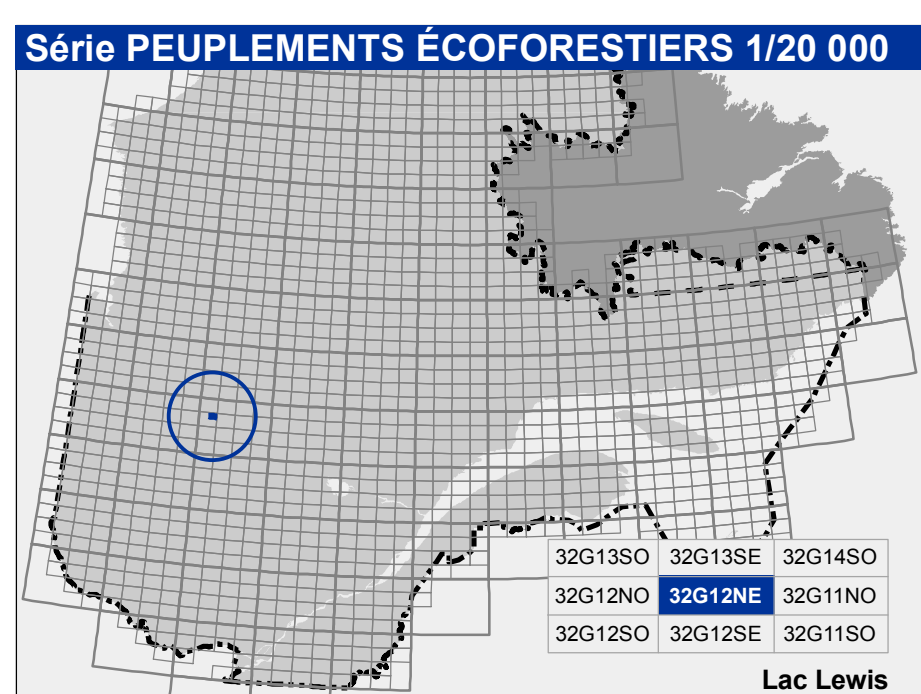 Série PEUPLEMENTS ÉCOFORESTIERS 1/20 000
32G13SO 32G13SE 32G14SO
32G12NO 32G12NE 32G11NO
32G12SO 32G12SE 32G11SO
Lac Lewis